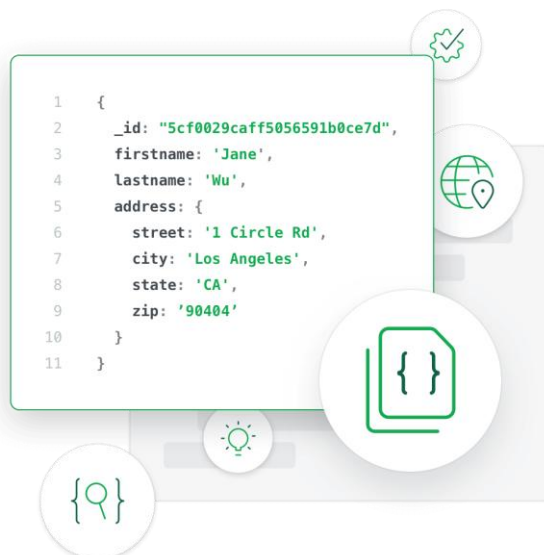 1 {
2 _id: "5cf0029caff5056591b0ce7d",
3 firstname: 'Jane',
4 lastname: 'Wu',
5 address: {
6 street: '1 Circle Rd',
7 city: 'Los Angeles',
8 state: 'CA',
9 zip: ’90404’
10 }
11 }
{ }
{ }